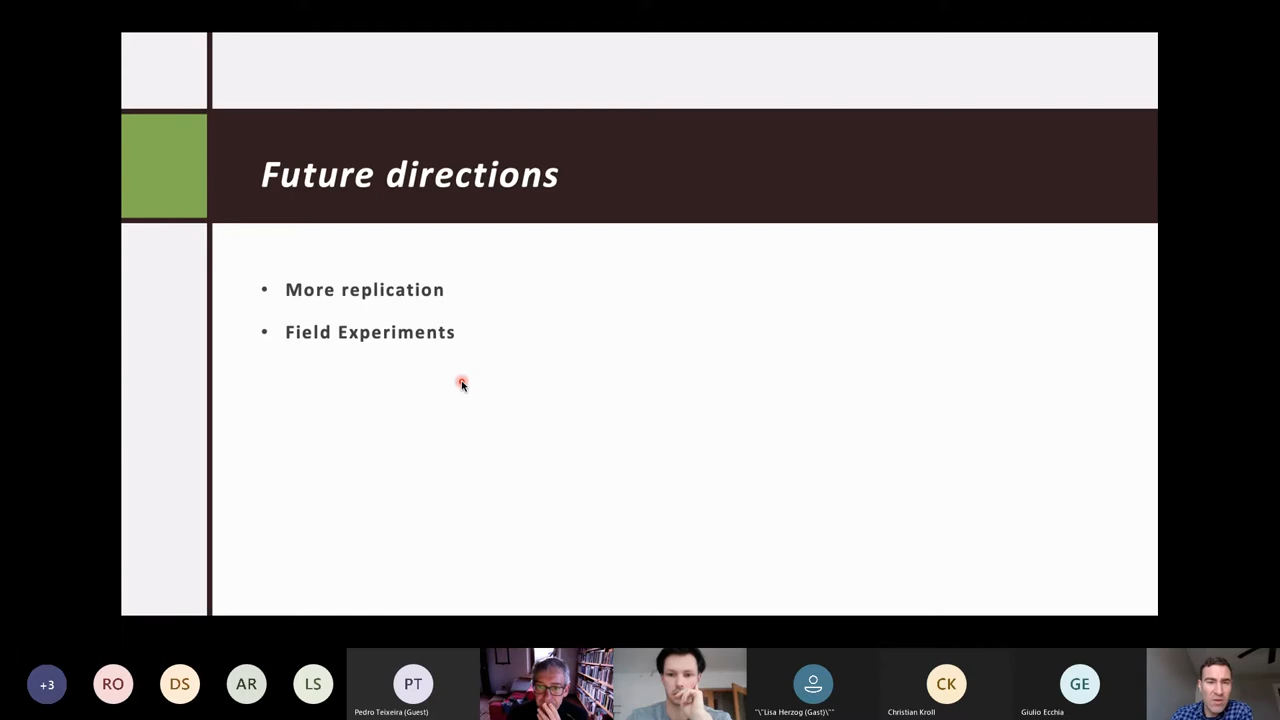 Future directions
• More replication
• Field Experiments
+3
RO
DS
AR
LS
PT
CK
GE
Pedro Teixeira (Guest)
"\"Lisa Herzog (Gast)\""
Christian Kroll
Giulio Ecchia